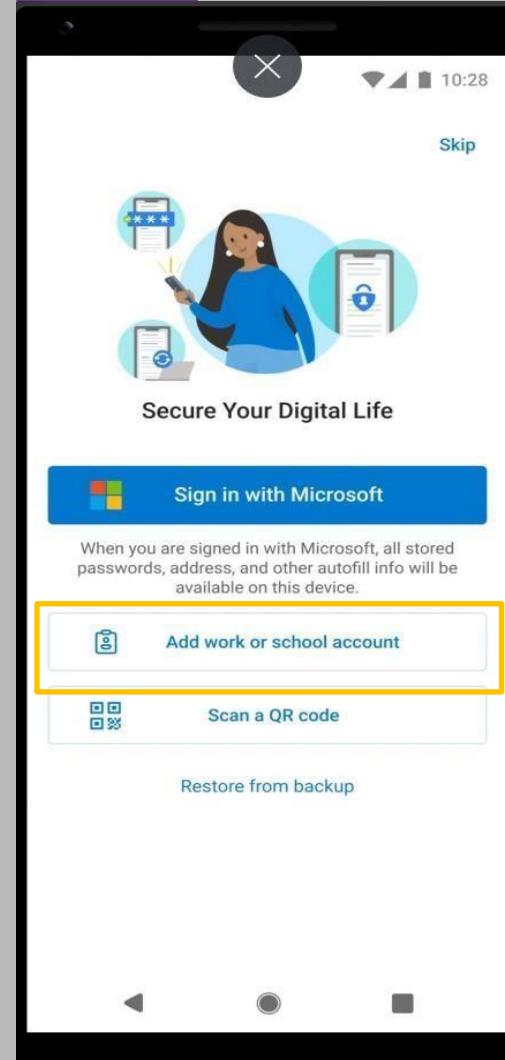 10:28
Skip
***
Secure Your Digital Life
Sign in with Microsoft
When you are signed in with Microsoft, all stored
passwords, address, and other autofill info will be
available on this device.
Add work or school account
Scan a QR code
Restore from backup